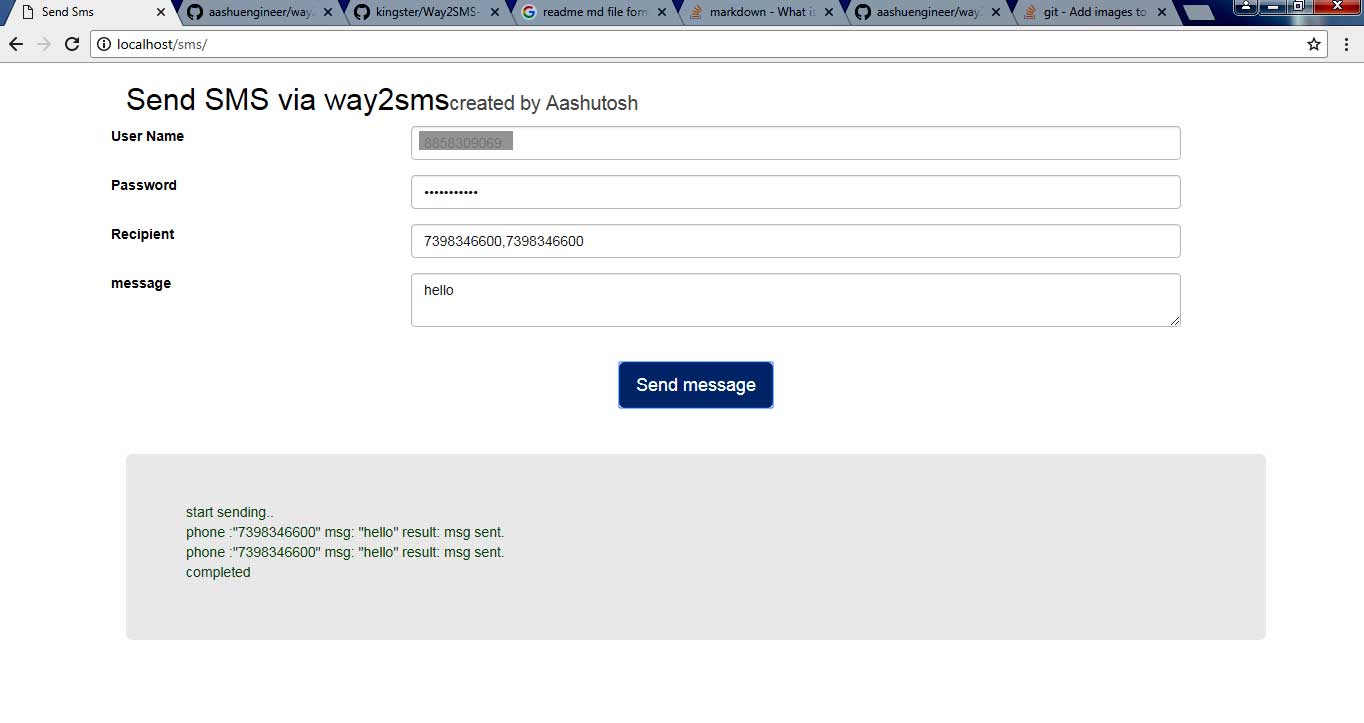 Send Sms
aashuengineer/way
kingster/Way2SMS-
readme md file form
markdown - What is
aashuengineer/way
git - Add images to
localhost/sms/
Send SMS via way2smscreated by Aashutosh
User Name
Password •••••••••••
Recipient 7398346600,7398346600
message hello
Send message
start sending..
phone :"7398346600" msg: "hello" result: msg sent.
phone :"7398346600" msg: "hello" result: msg sent.
completed